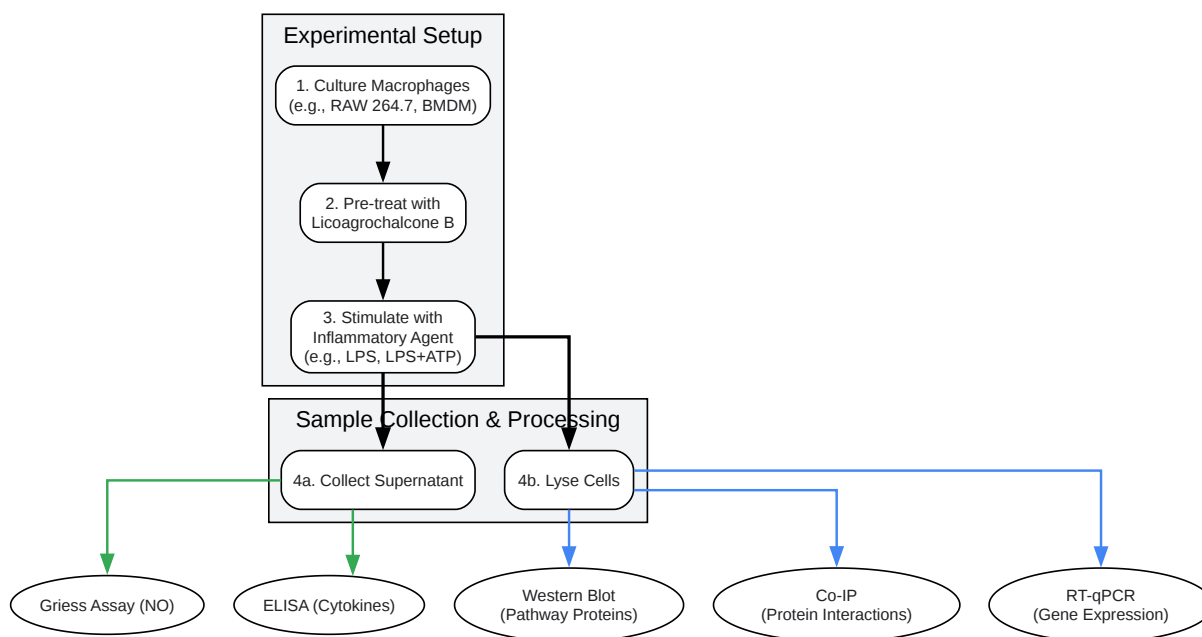 Experimental Setup
1. Culture Macrophages
(e.g., RAW 264.7, BMDM)
2. Pre-treat with
Licoagrochalcone B
3. Stimulate with
Inflammatory Agent
(e.g., LPS, LPS+ATP)
Sample Collection & Processing
4a. Collect Supernatant
4b. Lyse Cells
Griess Assay (NO)
ELISA (Cytokines)
Western Blot
(Pathway Proteins)
Co-IP
(Protein Interactions)
RT-qPCR
(Gene Expression)